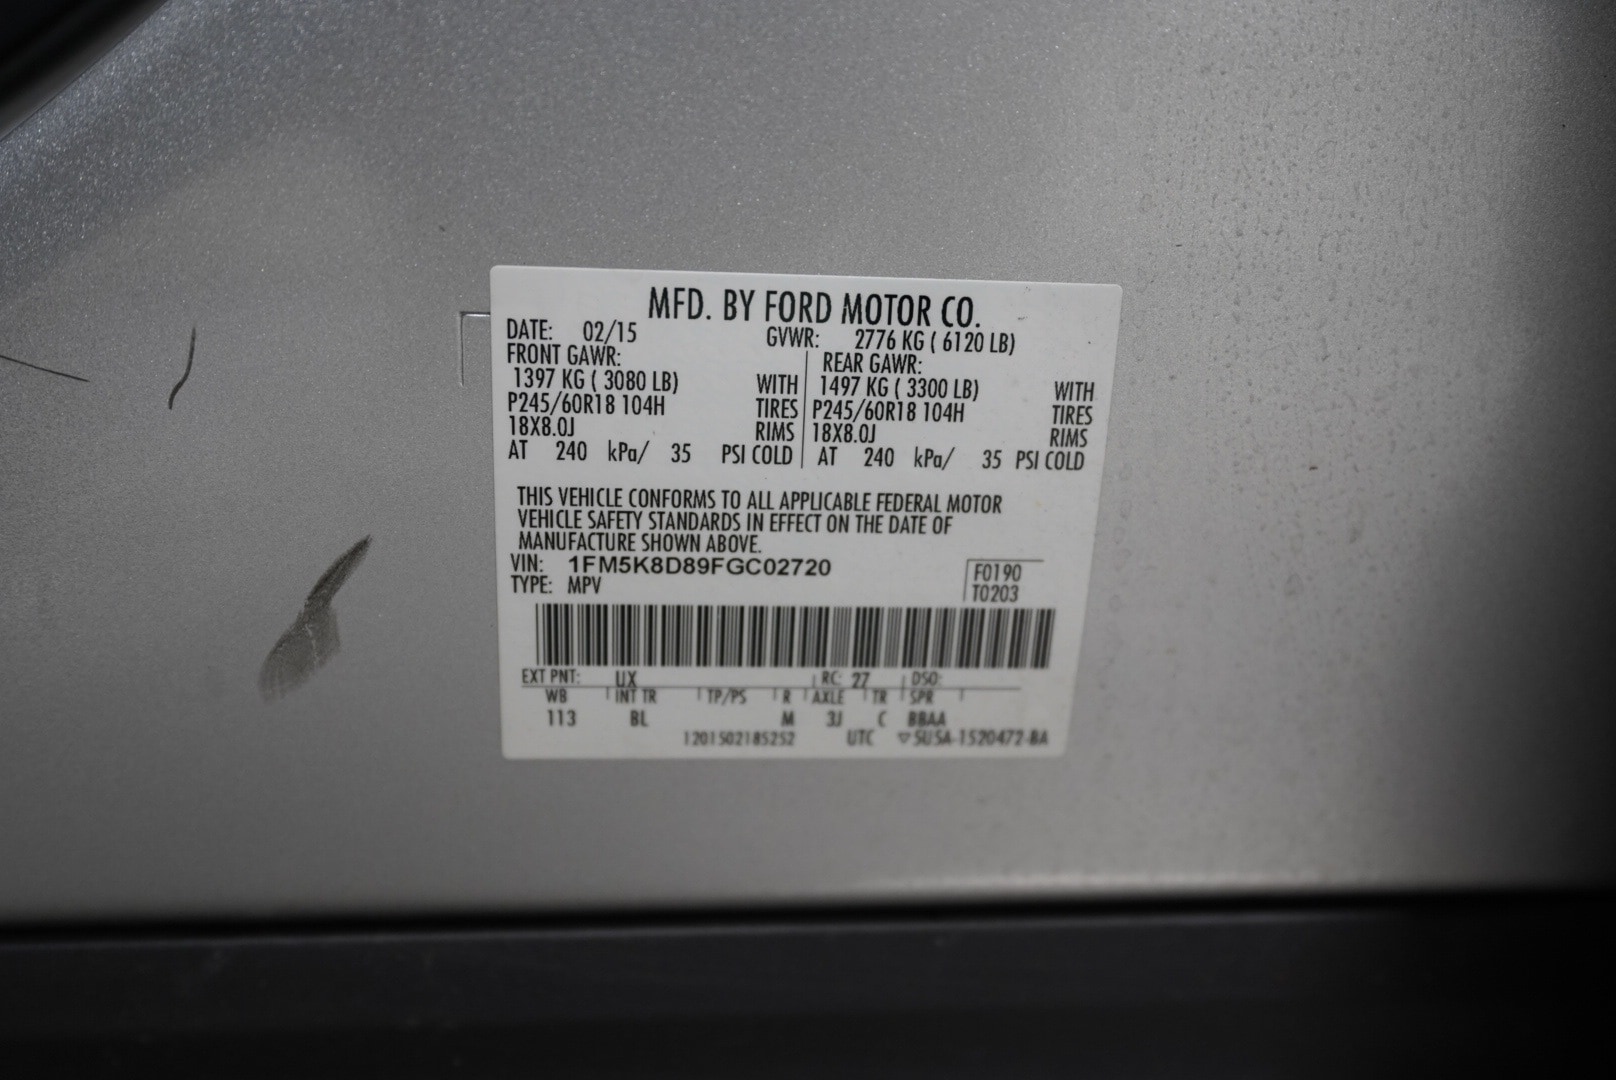 MFD. BY FORD MOTOR CO.
DATE: 02/15 GVWR: 2776 KG ( 6120 LB)
FRONT GAWR: REAR GAWR:
1397 KG ( 3080 LB) WITH 1497 KG ( 3300 LB) WITH
P245/60R18 104H TIRES P245/60R18 104H TIRES
18X8.0J RIMS 18X8.0J RIMS
AT 240 kPa/ 35 PSI COLD AT 240 kPa/ 35 PSI COLD
THIS VEHICLE CONFORMS TO ALL APPLICABLE FEDERAL MOTOR
VEHICLE SAFETY STANDARDS IN EFFECT ON THE DATE OF
MANUFACTURE SHOWN ABOVE.
VIN: 1FM5K8D89FGC02720 F0190
TYPE: MPV T0203
EXT PNT: UX RC: 27 DSO:
WB INT TR TP/PS R AXLE TR SPR
113 BL M 3J C BBAA
1201502185252 UTC ▽SU5A-1520472-BA